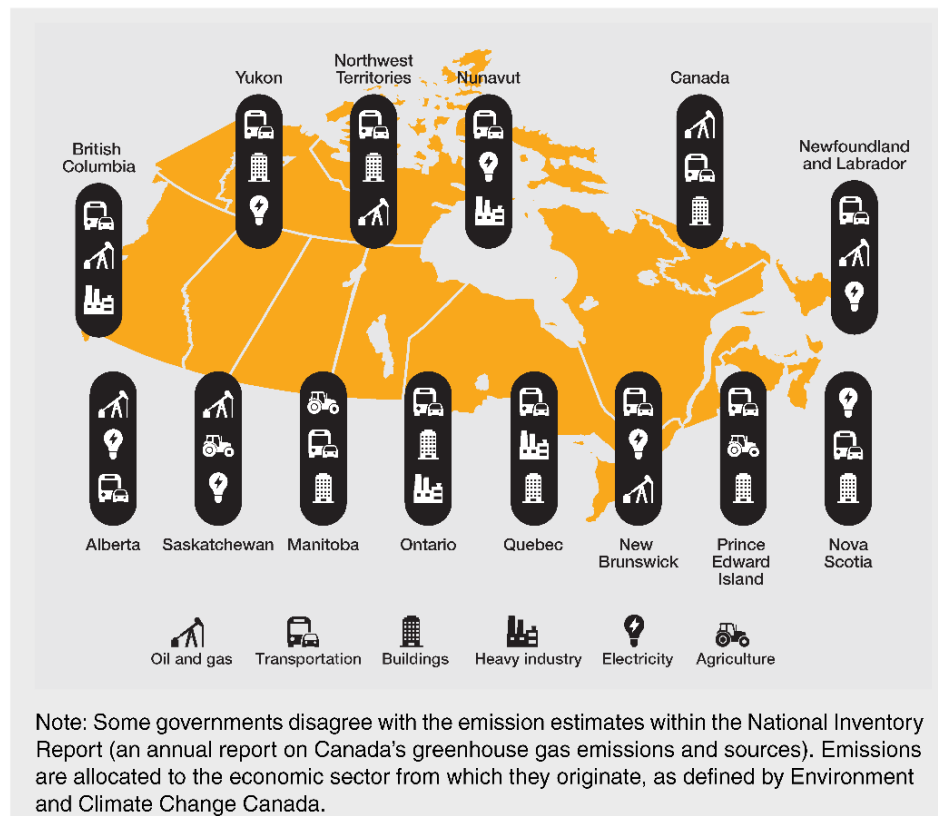 Yukon
Northwest
Territories
Nunavut
Canada
British
Columbia
Newfoundland
and Labrador
Alberta
Saskatchewan
Manitoba
Ontario
Quebec
New
Brunswick
Prince
Edward
Island
Nova
Scotia
Oil and gas
Transportation
Buildings
Heavy industry
Electricity
Agriculture
Note: Some governments disagree with the emission estimates within the National Inventory
Report (an annual report on Canada's greenhouse gas emissions and sources). Emissions
are allocated to the economic sector from which they originate, as defined by Environment
and Climate Change Canada.